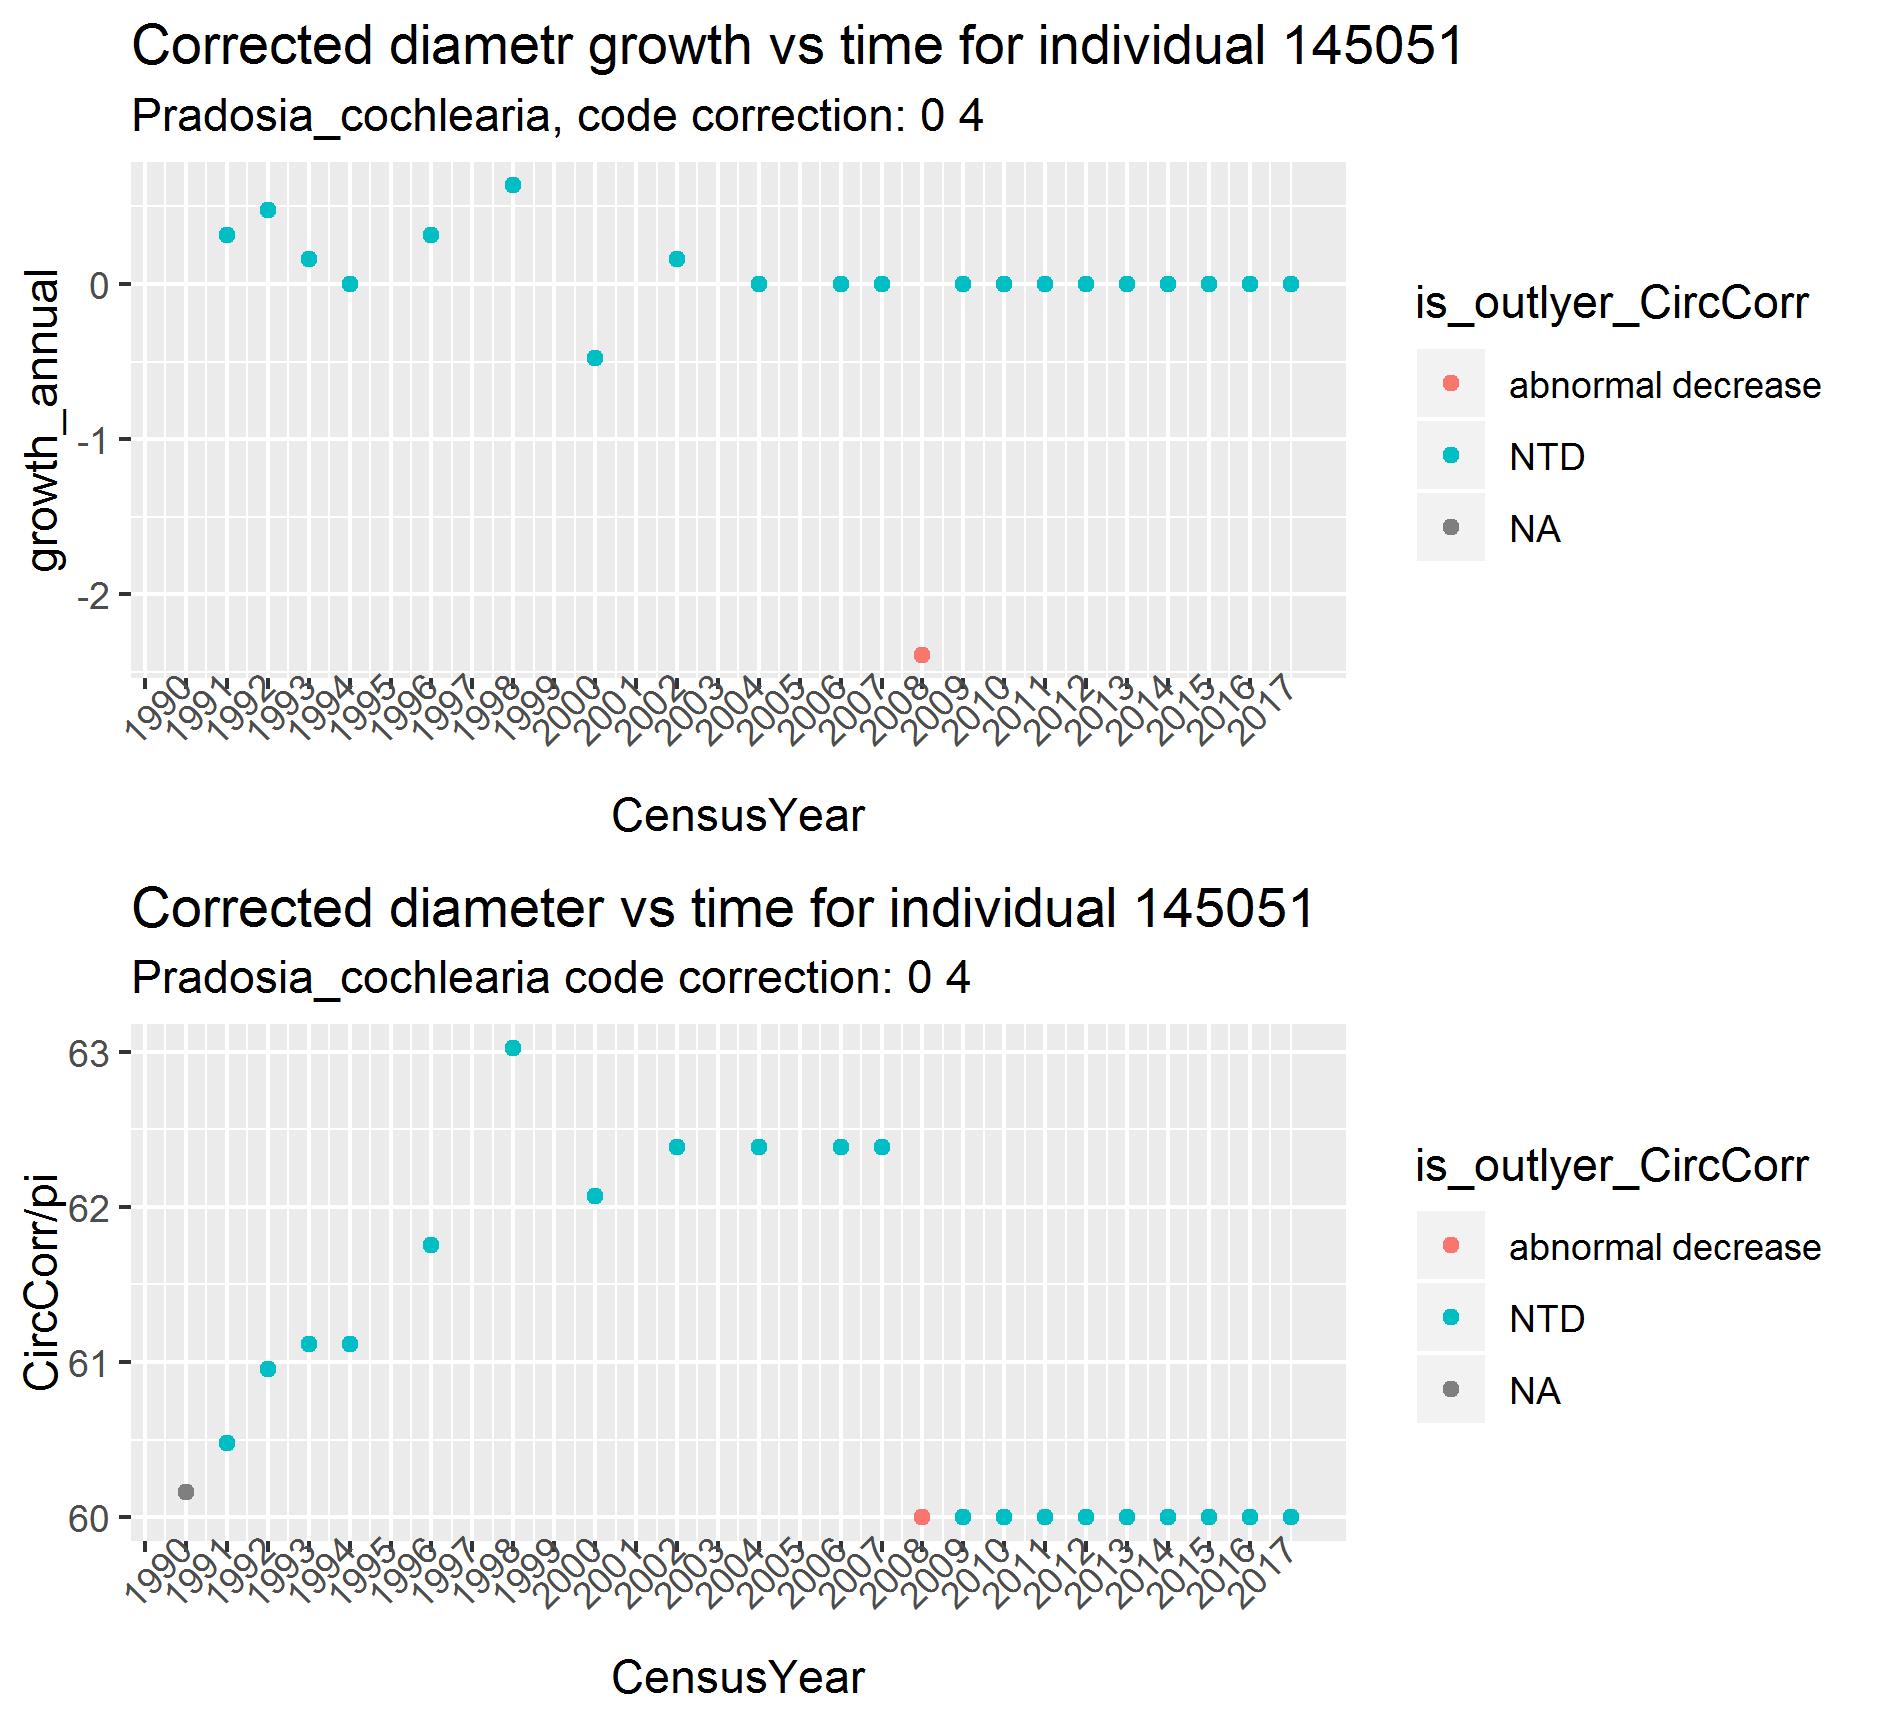 Corrected diametr growth vs time for individual 145051
Pradosia_cochlearia, code correction: 0 4
growth_annual
0
-1
-2
1990 1991 1992 1993 1994 1995 1996 1997 1998 1999 2000 2001 2002 2003 2004 2005 2006 2007 2008 2009 2010 2011 2012 2013 2014 2015 2016 2017
CensusYear
is_outlyer_CircCorr
abnormal decrease
NTD
NA
Corrected diameter vs time for individual 145051
Pradosia_cochlearia code correction: 0 4
CircCorr/pi
63
62
61
60
1990 1991 1992 1993 1994 1995 1996 1997 1998 1999 2000 2001 2002 2003 2004 2005 2006 2007 2008 2009 2010 2011 2012 2013 2014 2015 2016 2017
CensusYear
is_outlyer_CircCorr
abnormal decrease
NTD
NA